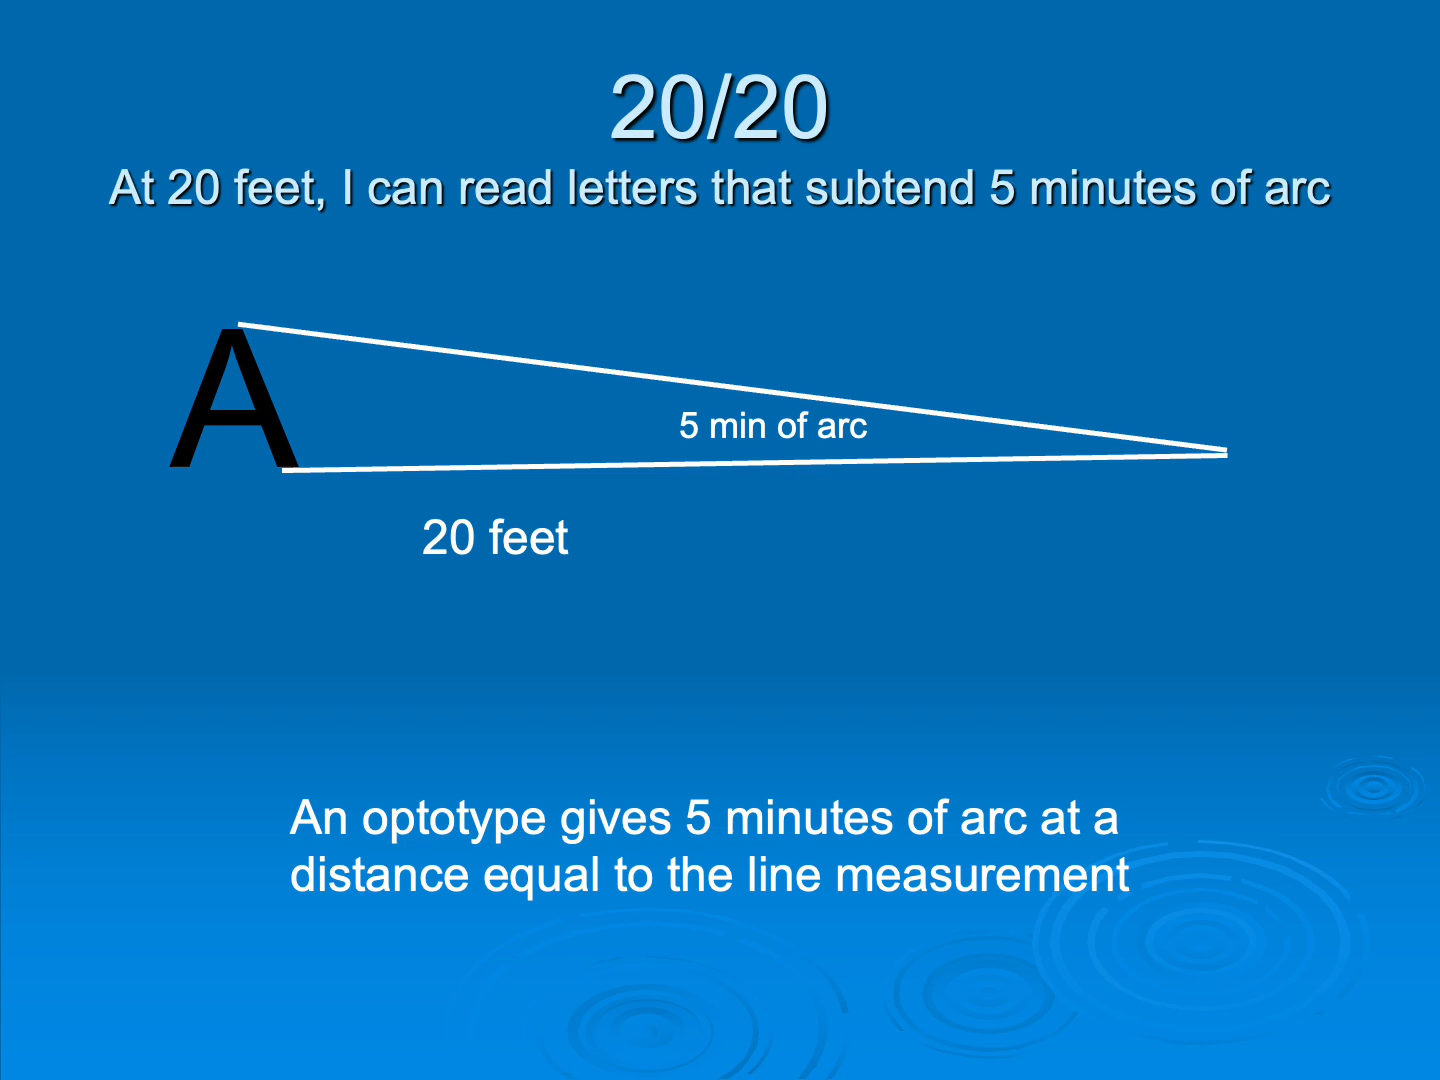 20/20
At 20 feet, I can read letters that subtend 5 minutes of arc
A
5 min of arc
20 feet
An optotype gives 5 minutes of arc at a
distance equal to the line measurement